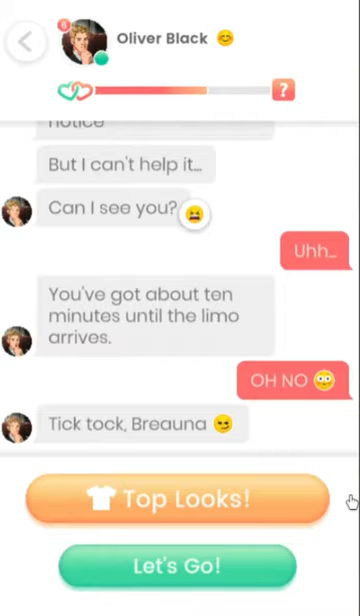 6
Oliver Black 😊
?
notice
But I can't help it...
Can I see you?
Uhh...
You've got about ten
minutes until the limo
arrives.
OH NO 😳
Tick tock, Breauna 😏
Top Looks!
Let's Go!